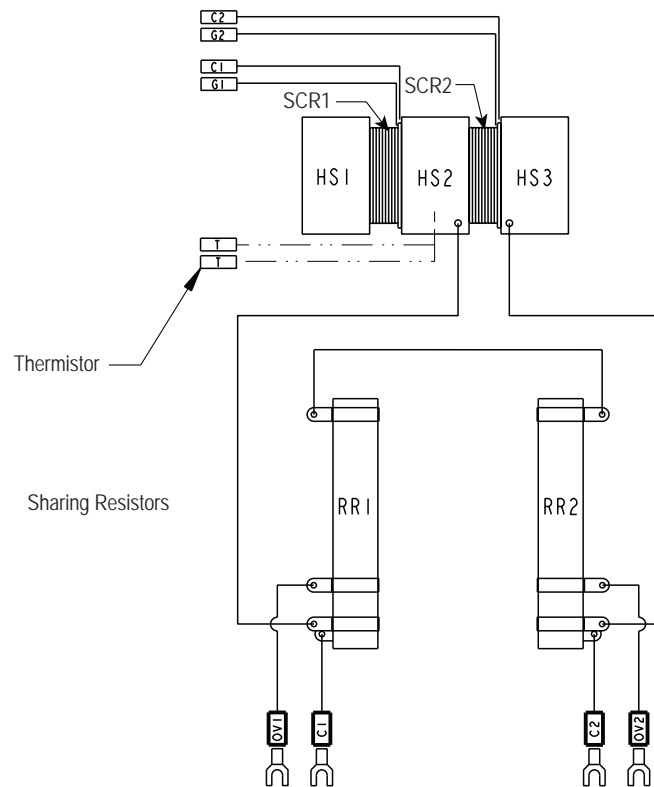 C2
G2
C1
G1
SCR1
SCR2
HS1
HS2
HS3
T
T
Thermistor
Sharing Resistors
RR1
RR2
OV1
C1
C2
OV2